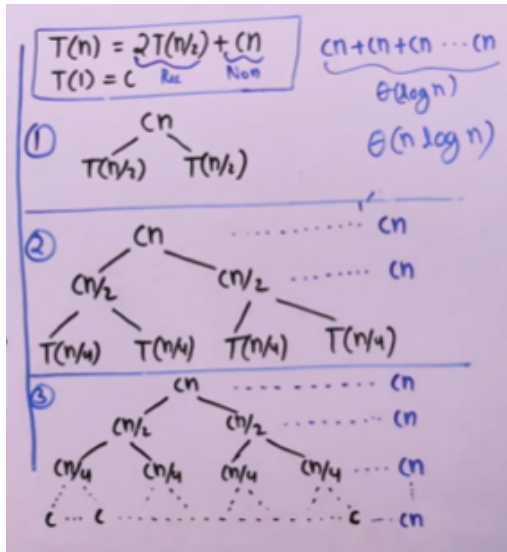 T(n) = 2T(n/2) + cn
T(1) = C Rec Non
cn+cn+cn ... cn
θ(log n)
θ(n log n)
①
cn
T(n/2) T(n/2)
②
cn ........ cn
cn/2 cn/2 ...... cn
T(n/4) T(n/4) T(n/4) T(n/4)
③
cn ------ cn
cn/2 cn/2 ...... cn
cn/4 cn/4 cn/4 cn/4 .... cn
c ... c .................... c -- cn